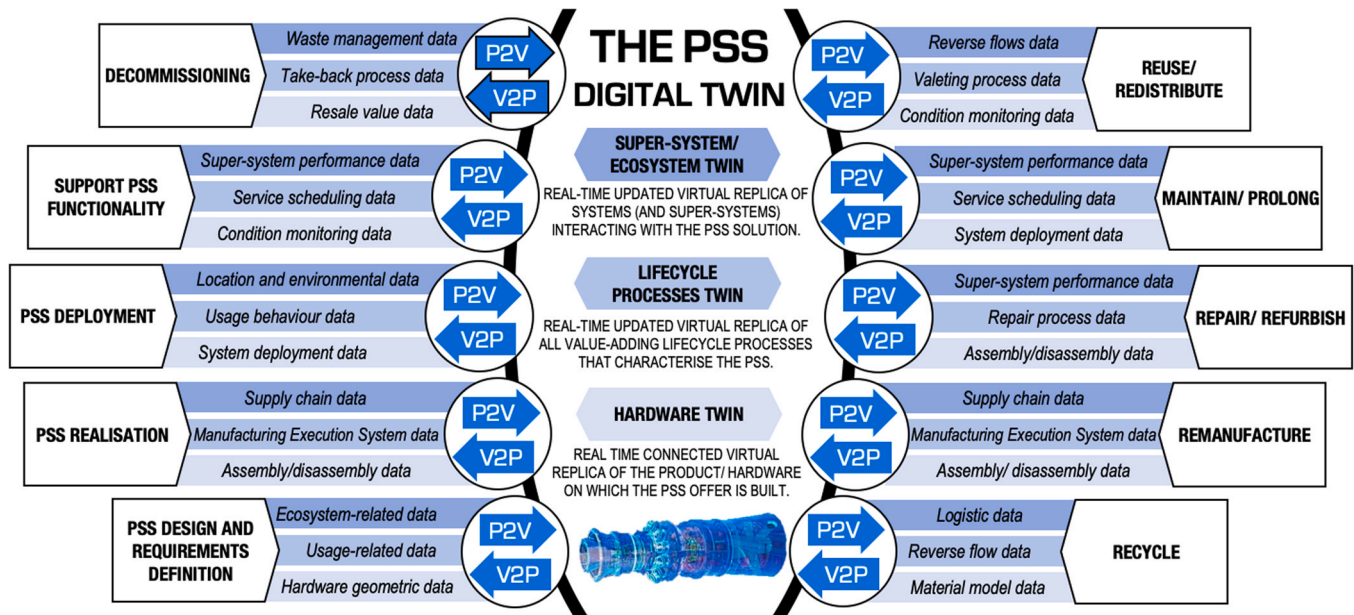 THE PSS
DIGITAL TWIN
SUPER-SYSTEM/
ECOSYSTEM TWIN
REAL-TIME UPDATED VIRTUAL REPLICA OF
SYSTEMS (AND SUPER-SYSTEMS)
INTERACTING WITH THE PSS SOLUTION.
LIFECYCLE
PROCESSES TWIN
REAL-TIME UPDATED VIRTUAL REPLICA OF
ALL VALUE-ADDING LIFECYCLE PROCESSES
THAT CHARACTERISE THE PSS.
HARDWARE TWIN
REAL TIME CONNECTED VIRTUAL
REPLICA OF THE PRODUCT/ HARDWARE
ON WHICH THE PSS OFFER IS BUILT.
DECOMMISSIONING
Waste management data
Take-back process data
Resale value data
P2V
V2P
SUPPORT PSS
FUNCTIONALITY
Super-system performance data
Service scheduling data
Condition monitoring data
P2V
V2P
PSS DEPLOYMENT
Location and environmental data
Usage behaviour data
System deployment data
P2V
V2P
PSS REALISATION
Supply chain data
Manufacturing Execution System data
Assembly/disassembly data
P2V
V2P
PSS DESIGN AND
REQUIREMENTS
DEFINITION
Ecosystem-related data
Usage-related data
Hardware geometric data
P2V
V2P
P2V
V2P
Reverse flows data
Valeting process data
Condition monitoring data
REUSE/
REDISTRIBUTE
P2V
V2P
Super-system performance data
Service scheduling data
System deployment data
MAINTAIN/ PROLONG
P2V
V2P
Super-system performance data
Repair process data
Assembly/disassembly data
REPAIR/ REFURBISH
P2V
V2P
Supply chain data
Manufacturing Execution System data
Assembly/ disassembly data
REMANUFACTURE
P2V
V2P
Logistic data
Reverse flow data
Material model data
RECYCLE